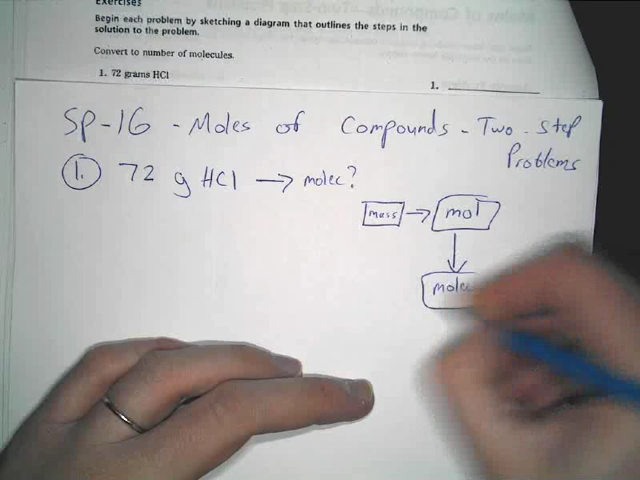 Exercises
Begin each problem by sketching a diagram that outlines the steps in the
solution to the problem.
Convert to number of molecules.
1. 72 grams HCl
1.
SP-16 - Moles of Compounds - Two-Step
Problems
1. 72 g HCl → molec?
mass → mol
molec